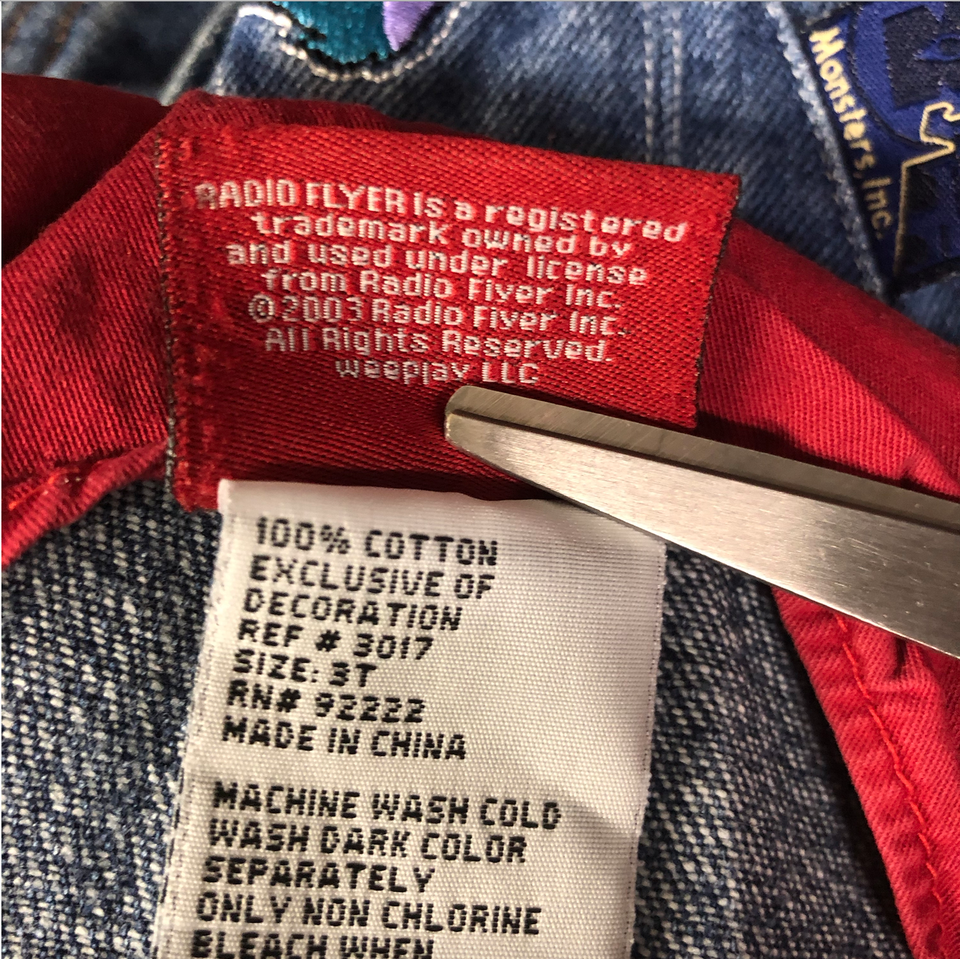 Monsters, Inc.
RADIO FLYER is a registered
trademark owned by
and used under license
from Radio Flyer Inc.
© 2003 Radio Flyer Inc.
All Rights Reserved.
weeplay LLC
100% COTTON
EXCLUSIVE OF
DECORATION
REF # 3017
SIZE: 3T
RN# 92222
MADE IN CHINA
MACHINE WASH COLD
WASH DARK COLOR
SEPARATELY
ONLY NON CHLORINE
BLEACH WHEN